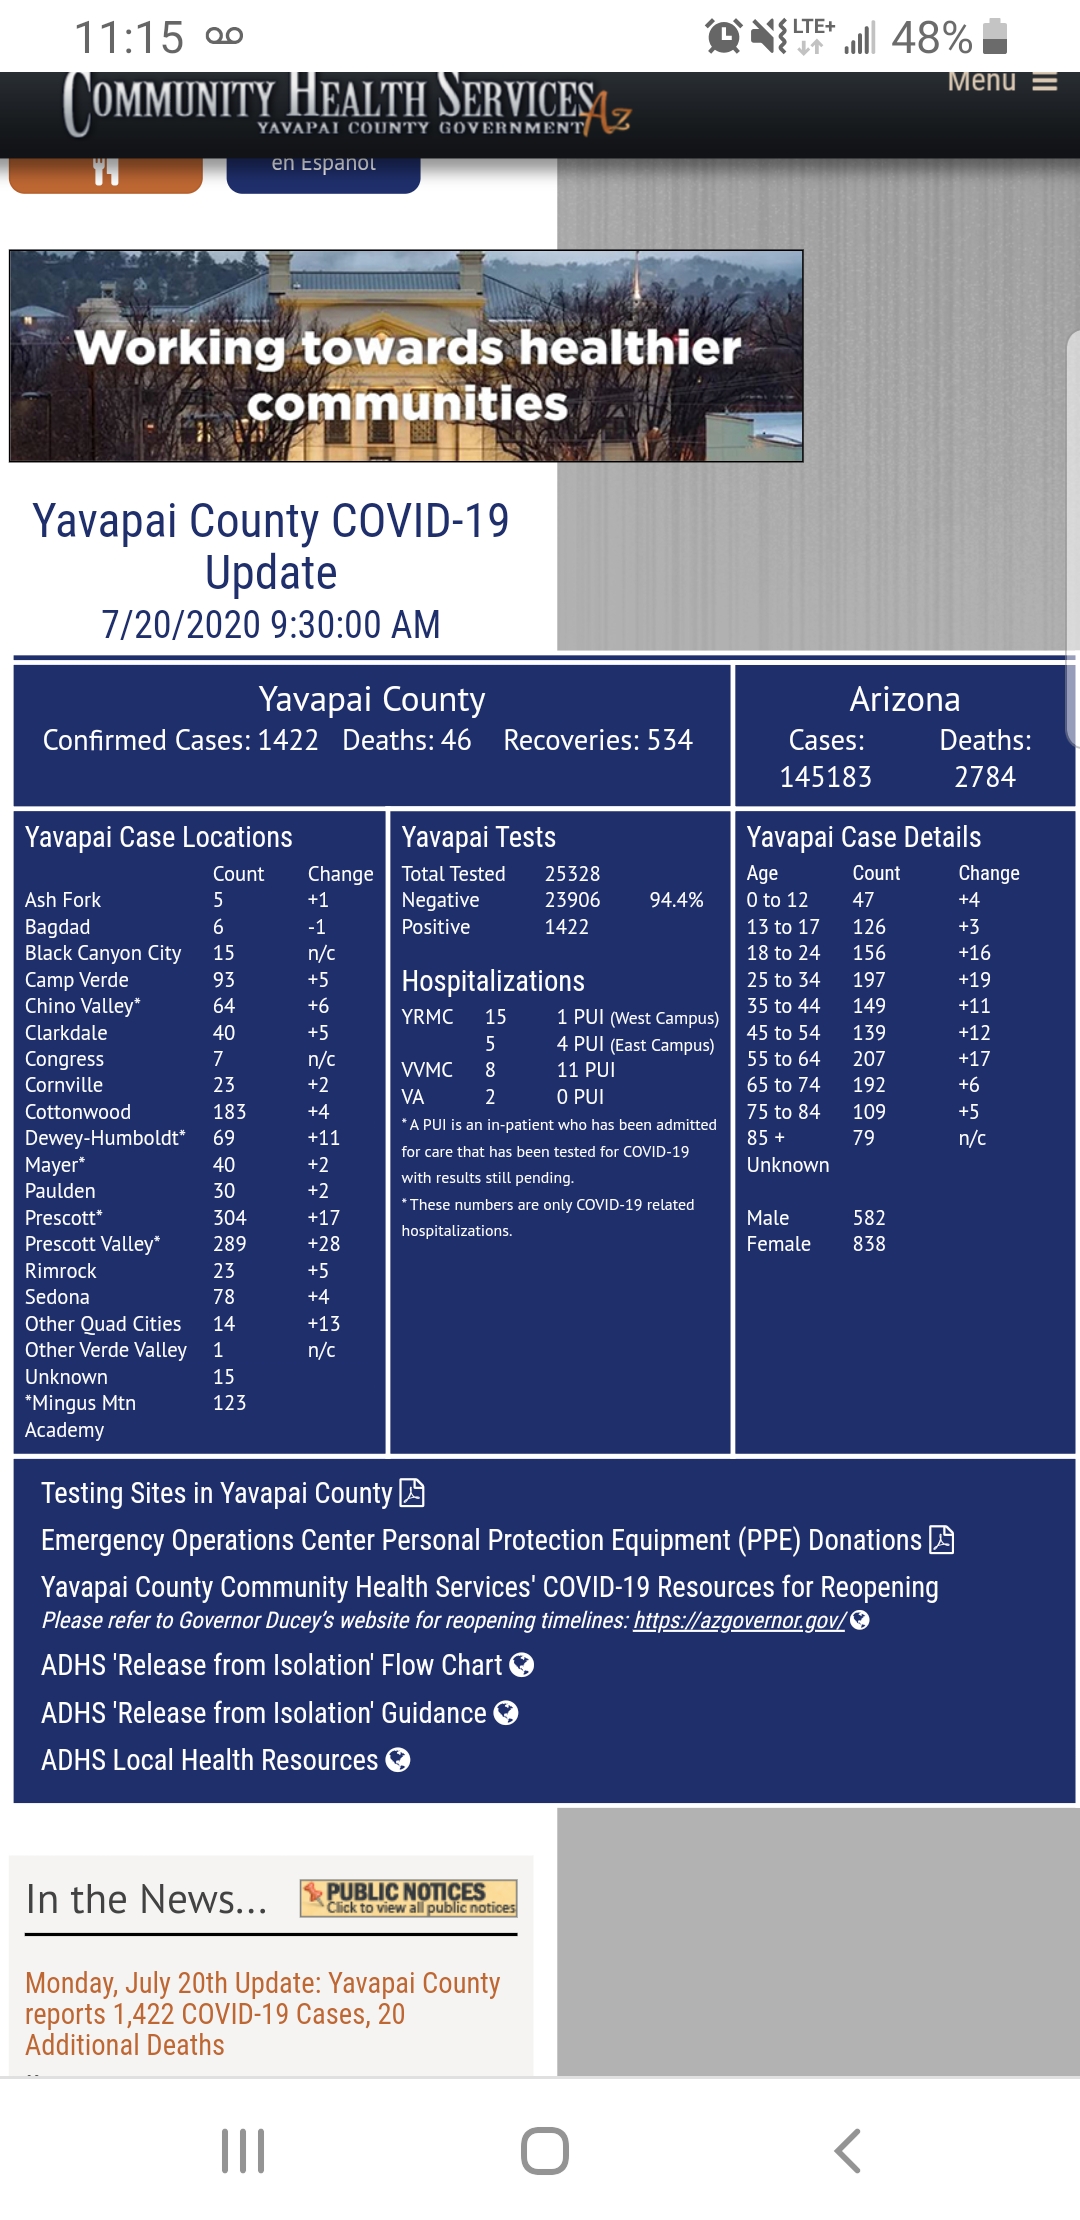 11:15 LTE+ 48%
COMMUNITY HEALTH SERVICES Az
YAVAPAI COUNTY GOVERNMENT
Menu
en Español
Working towards healthier
communities
Yavapai County COVID-19
Update
7/20/2020 9:30:00 AM
Yavapai County
Confirmed Cases: 1422 Deaths: 46 Recoveries: 534
Arizona
Cases: Deaths:
145183 2784
Yavapai Case Locations
Count Change
Ash Fork 5 +1
Bagdad 6 -1
Black Canyon City 15 n/c
Camp Verde 93 +5
Chino Valley* 64 +6
Clarkdale 40 +5
Congress 7 n/c
Cornville 23 +2
Cottonwood 183 +4
Dewey-Humboldt* 69 +11
Mayer* 40 +2
Paulden 30 +2
Prescott* 304 +17
Prescott Valley* 289 +28
Rimrock 23 +5
Sedona 78 +4
Other Quad Cities 14 +13
Other Verde Valley 1 n/c
Unknown 15
*Mingus Mtn 123
Academy
Yavapai Tests
Total Tested 25328
Negative 23906 94.4%
Positive 1422
Hospitalizations
YRMC 15 1 PUI (West Campus)
5 4 PUI (East Campus)
VVMC 8 11 PUI
VA 2 0 PUI
* A PUI is an in-patient who has been admitted
for care that has been tested for COVID-19
with results still pending.
* These numbers are only COVID-19 related
hospitalizations.
Yavapai Case Details
Age Count Change
0 to 12 47 +4
13 to 17 126 +3
18 to 24 156 +16
25 to 34 197 +19
35 to 44 149 +11
45 to 54 139 +12
55 to 64 207 +17
65 to 74 192 +6
75 to 84 109 +5
85 + 79 n/c
Unknown
Male 582
Female 838
Testing Sites in Yavapai County
Emergency Operations Center Personal Protection Equipment (PPE) Donations
Yavapai County Community Health Services' COVID-19 Resources for Reopening
Please refer to Governor Ducey's website for reopening timelines: https://azgovernor.gov/
ADHS 'Release from Isolation' Flow Chart
ADHS 'Release from Isolation' Guidance
ADHS Local Health Resources
In the News...
PUBLIC NOTICES
Click to view all public notices
Monday, July 20th Update: Yavapai County
reports 1,422 COVID-19 Cases, 20
Additional Deaths